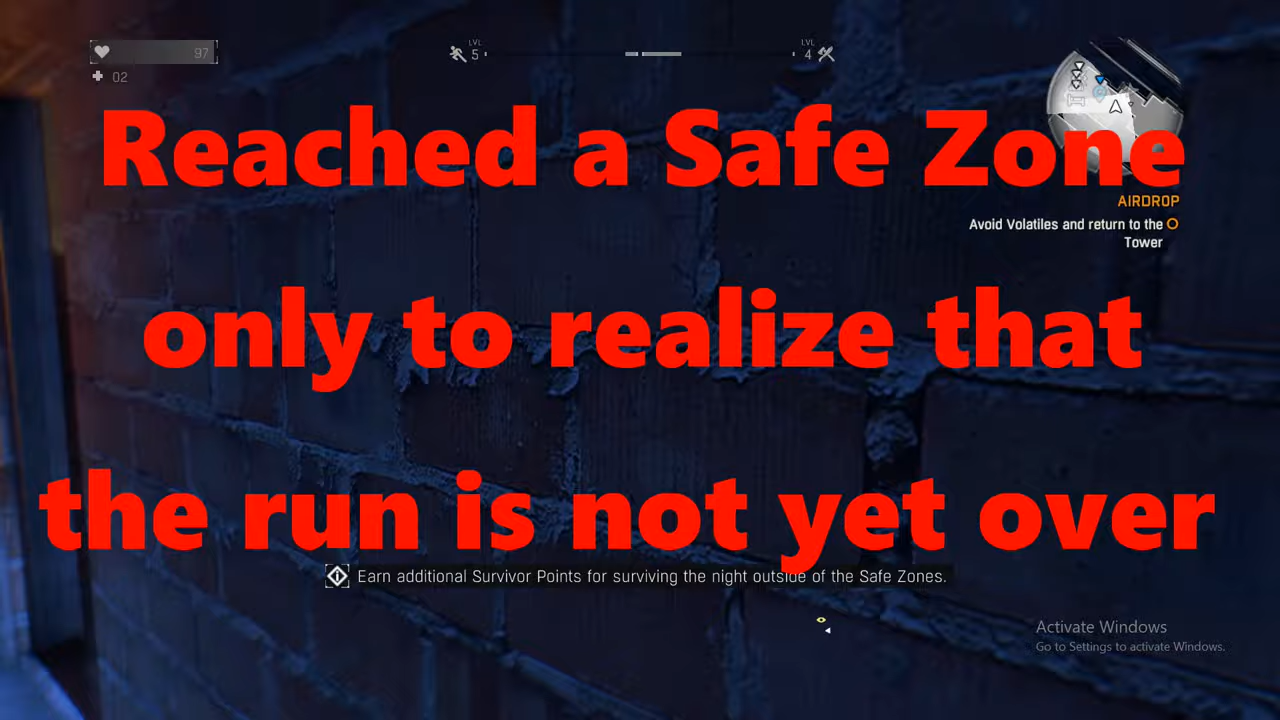 97
02
LVL
5
LVL
4
Reached a Safe Zone
AIRDROP
Avoid Volatiles and return to the
Tower
only to realize that
the run is not yet over
Earn additional Survivor Points for surviving the night outside of the Safe Zones.
Activate Windows
Go to Settings to activate Windows.